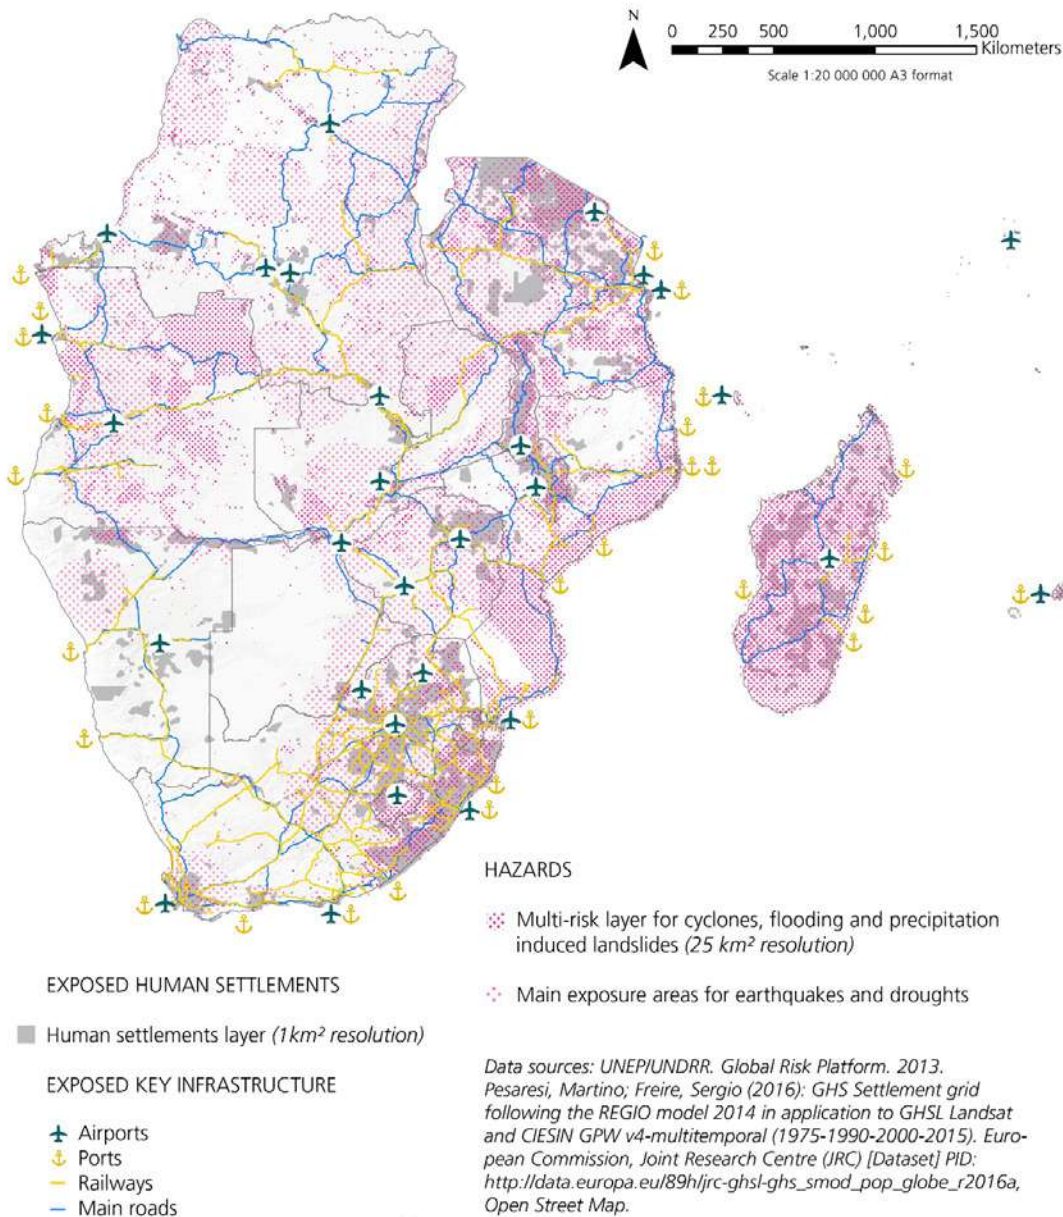 N
0 250 500 1,000 1,500
Kilometers
Scale 1:20 000 000 A3 format
HAZARDS
Multi-risk layer for cyclones, flooding and precipitation
induced landslides (25 km² resolution)
Main exposure areas for earthquakes and droughts
EXPOSED HUMAN SETTLEMENTS
Human settlements layer (1km² resolution)
EXPOSED KEY INFRASTRUCTURE
Airports
Ports
Railways
Main roads
Data sources: UNEP/UNDRR. Global Risk Platform. 2013.
Pesaresi, Martino; Freire, Sergio (2016): GHS Settlement grid
following the REGIO model 2014 in application to GHSL Landsat
and CIESIN GPW v4-multitemporal (1975-1990-2000-2015). Euro-
pean Commission, Joint Research Centre (JRC) [Dataset] PID:
http://data.europa.eu/89h/jrc-ghsl-ghs_smod_pop_globe_r2016a,
Open Street Map.